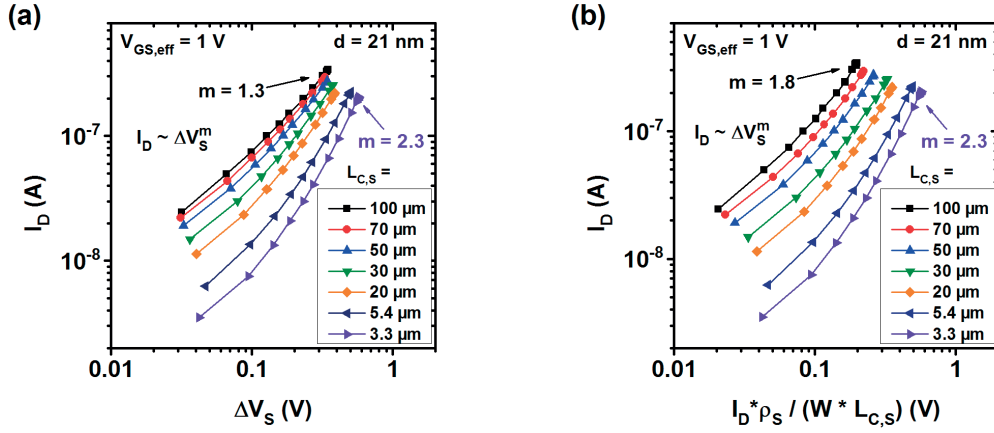 (a)
V_GS,eff = 1 V
d = 21 nm
m = 1.3
I_D ~ ΔV_S^m
m = 2.3
L_C,S =
100 µm
70 µm
50 µm
30 µm
20 µm
5.4 µm
3.3 µm
10^-7
10^-8
I_D (A)
0.01
0.1
1
ΔV_S (V)
(b)
V_GS,eff = 1 V
d = 21 nm
m = 1.8
I_D ~ ΔV_S^m
m = 2.3
L_C,S =
100 µm
70 µm
50 µm
30 µm
20 µm
5.4 µm
3.3 µm
10^-7
10^-8
I_D (A)
0.01
0.1
1
I_D*ρ_S / (W * L_C,S) (V)